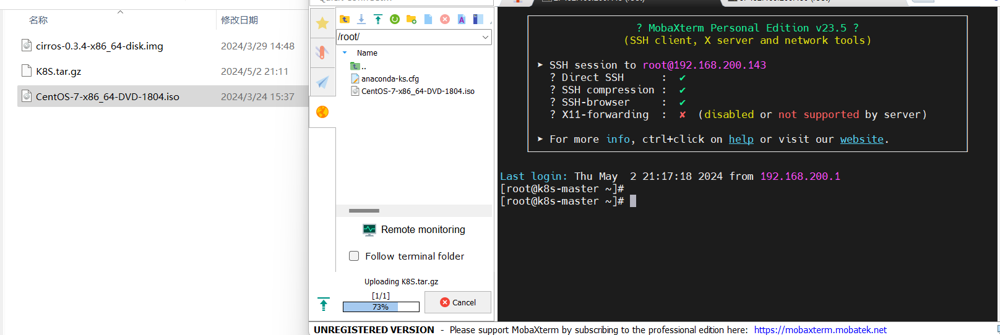 名称
修改日期
cirros-0.3.4-x86_64-disk.img
2024/3/29 14:48
K8S.tar.gz
2024/5/2 21:11
CentOS-7-x86_64-DVD-1804.iso
2024/3/24 15:37
/root/
Name
..
anaconda-ks.cfg
CentOS-7-x86_64-DVD-1804.iso
Remote monitoring
Follow terminal folder
Uploading K8S.tar.gz
[1/1]
73%
Cancel
? MobaXterm Personal Edition v23.5 ?
(SSH client, X server and network tools)
➤ SSH session to root@192.168.200.143
? Direct SSH : ✔
? SSH compression : ✔
? SSH-browser : ✔
? X11-forwarding : ✘ (disabled or not supported by server)
➤ For more info, ctrl+click on help or visit our website.
Last login: Thu May  2 21:17:18 2024 from 192.168.200.1
[root@k8s-master ~]#
[root@k8s-master ~]#
UNREGISTERED VERSION - Please support MobaXterm by subscribing to the professional edition here: https://mobaxterm.mobatek.net